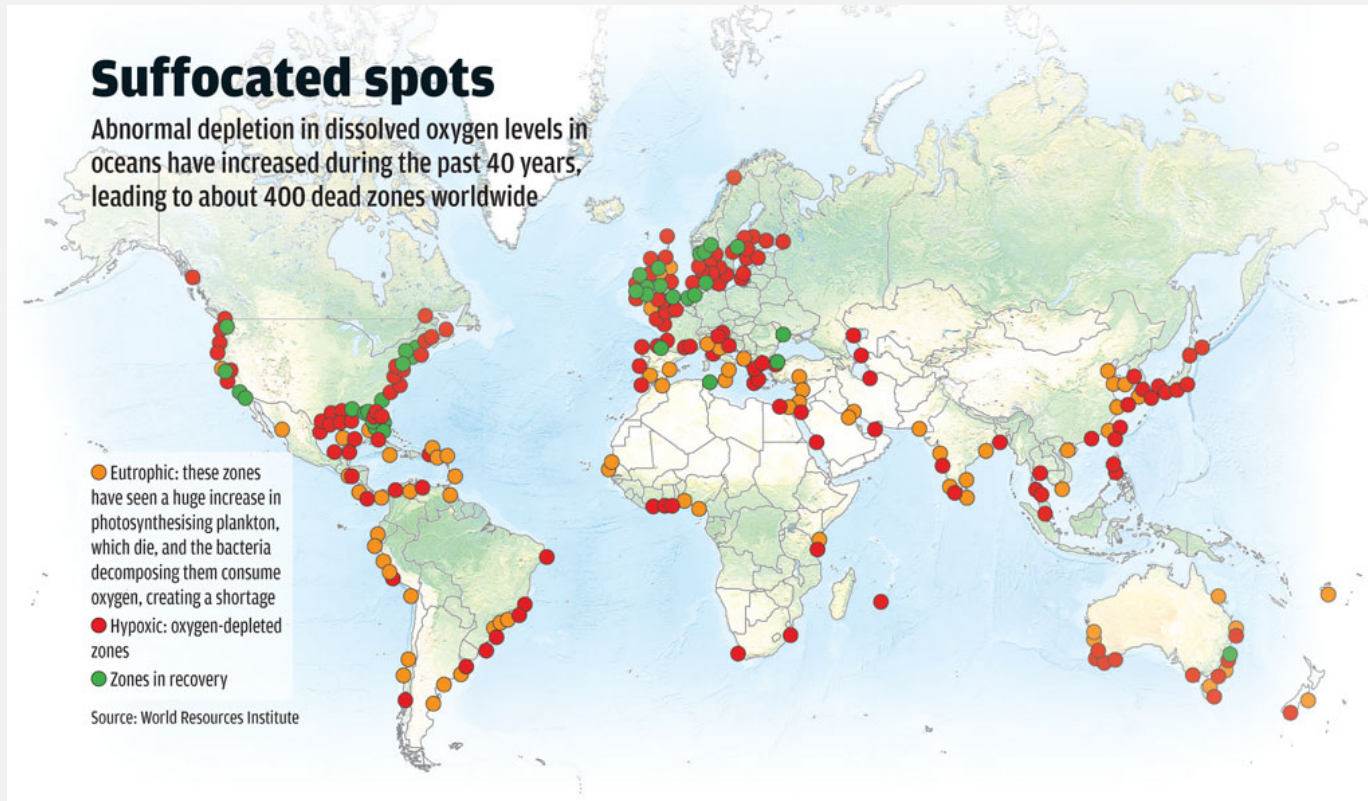 Suffocated spots
Abnormal depletion in dissolved oxygen levels in
oceans have increased during the past 40 years,
leading to about 400 dead zones worldwide
Eutrophic: these zones
have seen a huge increase in
photosynthesising plankton,
which die, and the bacteria
decomposing them consume
oxygen, creating a shortage
Hypoxic: oxygen-depleted
zones
Zones in recovery
Source: World Resources Institute